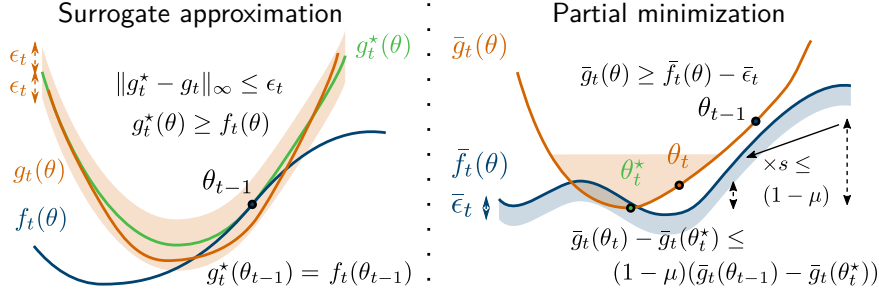 Surrogate approximation
ϵ_t
ϵ_t
g_t^⋆(θ)
‖g_t^⋆ − g_t‖_∞ ≤ ϵ_t
g_t^⋆(θ) ≥ f_t(θ)
g_t(θ)
f_t(θ)
θ_{t−1}
g_t^⋆(θ_{t−1}) = f_t(θ_{t−1})
Partial minimization
ḡ_t(θ)
ḡ_t(θ) ≥ f̄_t(θ) − ϵ̄_t
θ_{t−1}
f̄_t(θ)
ϵ̄_t
θ_t^⋆
θ_t
×s ≤
(1 − μ)
ḡ_t(θ_t) − ḡ_t(θ_t^⋆) ≤
(1 − μ)(ḡ_t(θ_{t−1}) − ḡ_t(θ_t^⋆))